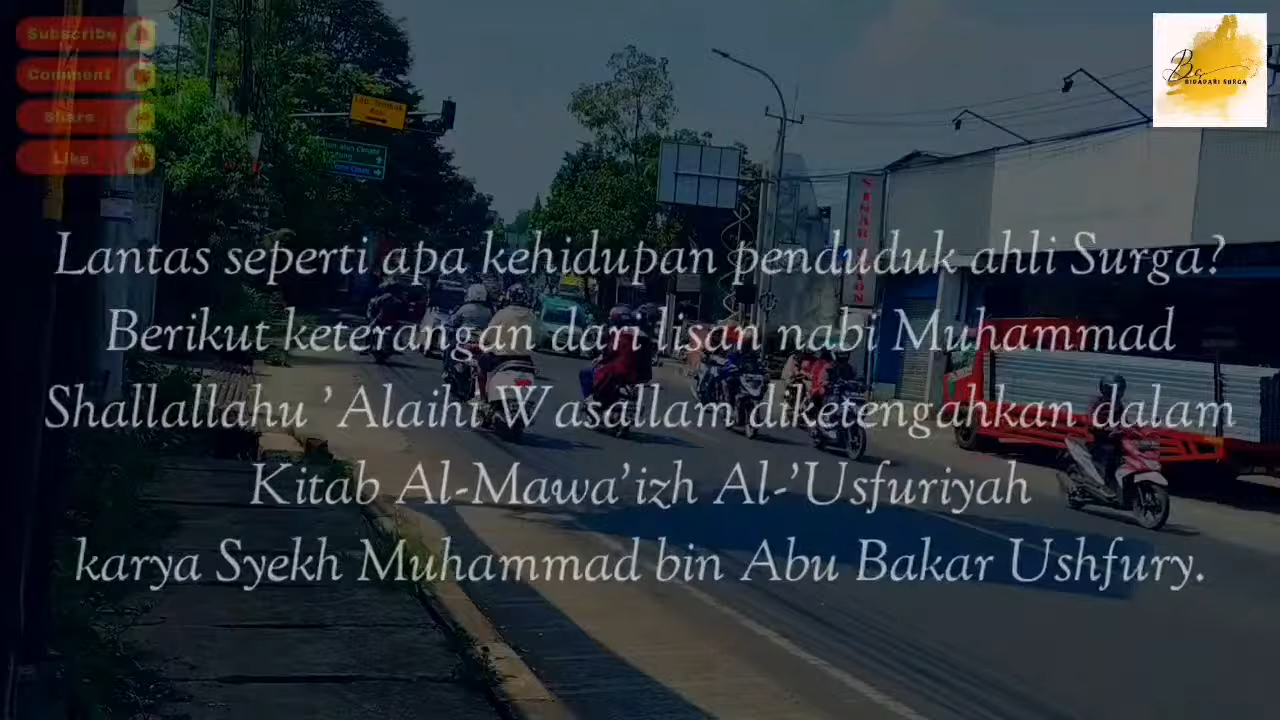 Subscribe
Comment
Share
Like
BIDADARI SURGA
Lantas seperti apa kehidupan penduduk ahli Surga?
Berikut keterangan dari lisan nabi Muhammad
Shallallahu 'Alaihi Wasallam diketengahkan dalam
Kitab Al-Mawa'izh Al-'Usfuriyah
karya Syekh Muhammad bin Abu Bakar Ushfury.